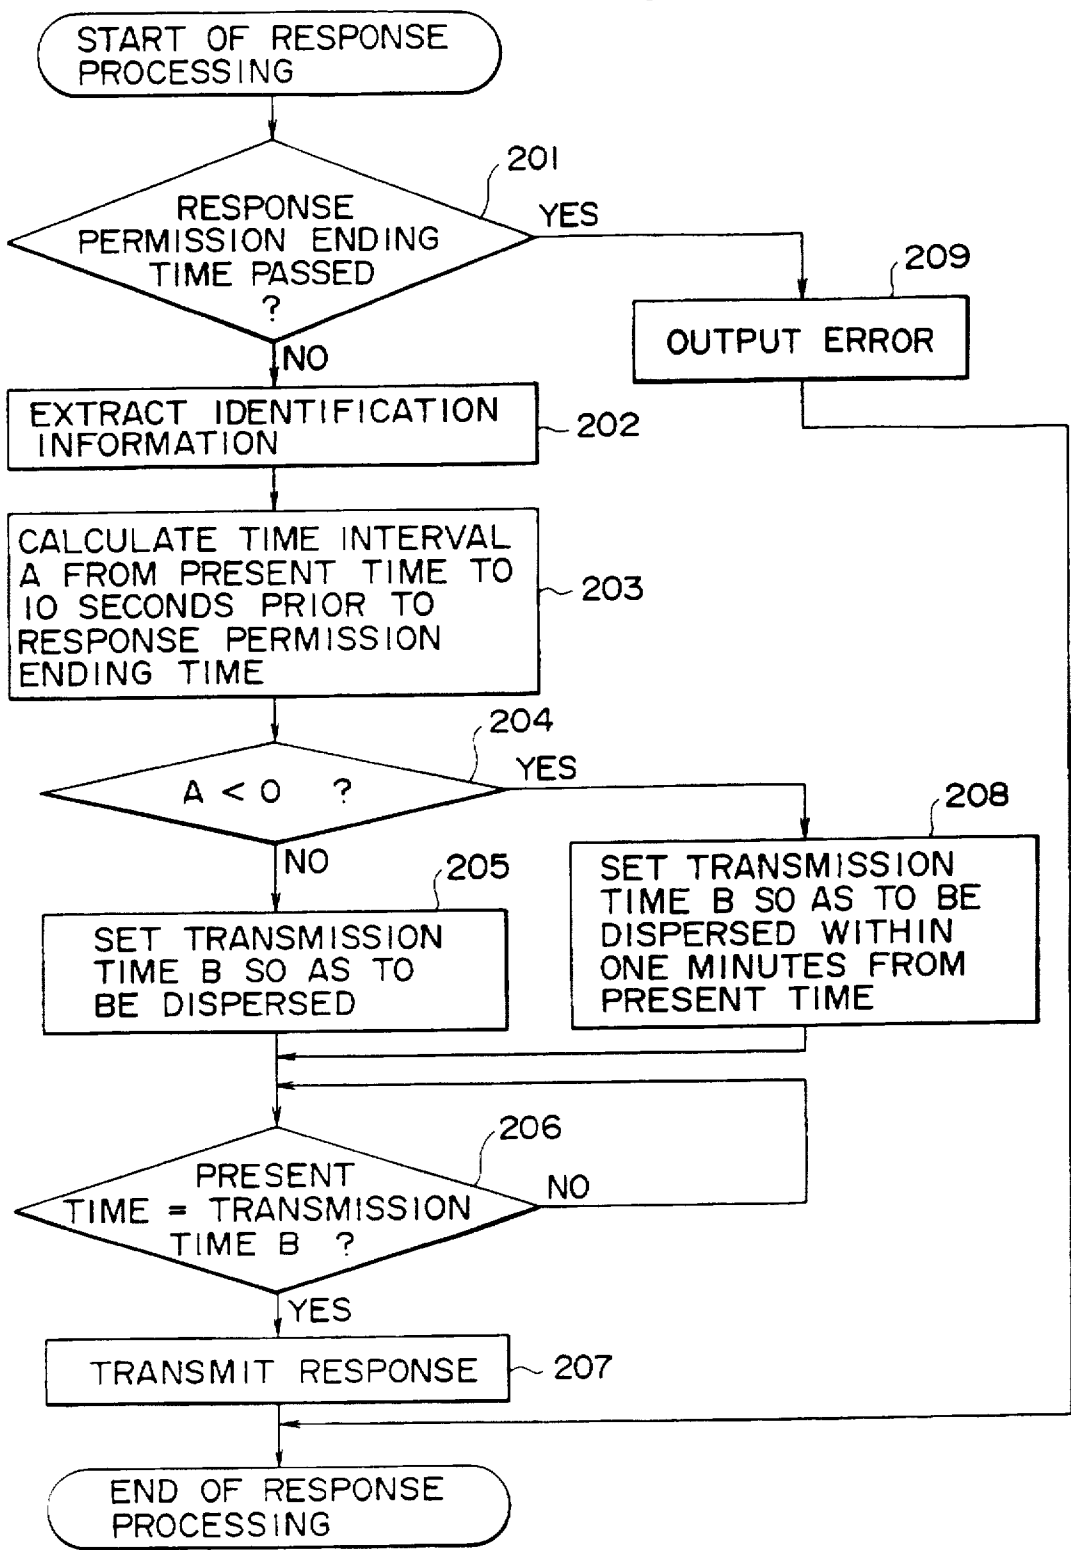 START OF RESPONSE
PROCESSING
201
RESPONSE
PERMISSION ENDING
TIME PASSED
?
YES
209
OUTPUT ERROR
NO
EXTRACT IDENTIFICATION
INFORMATION
202
CALCULATE TIME INTERVAL
A FROM PRESENT TIME TO
10 SECONDS PRIOR TO
RESPONSE PERMISSION
ENDING TIME
203
204
A < 0 ?
YES
NO
208
SET TRANSMISSION
TIME B SO AS TO BE
DISPERSED WITHIN
ONE MINUTES FROM
PRESENT TIME
205
SET TRANSMISSION
TIME B SO AS TO
BE DISPERSED
206
PRESENT
TIME = TRANSMISSION
TIME B ?
NO
YES
TRANSMIT RESPONSE
207
END OF RESPONSE
PROCESSING